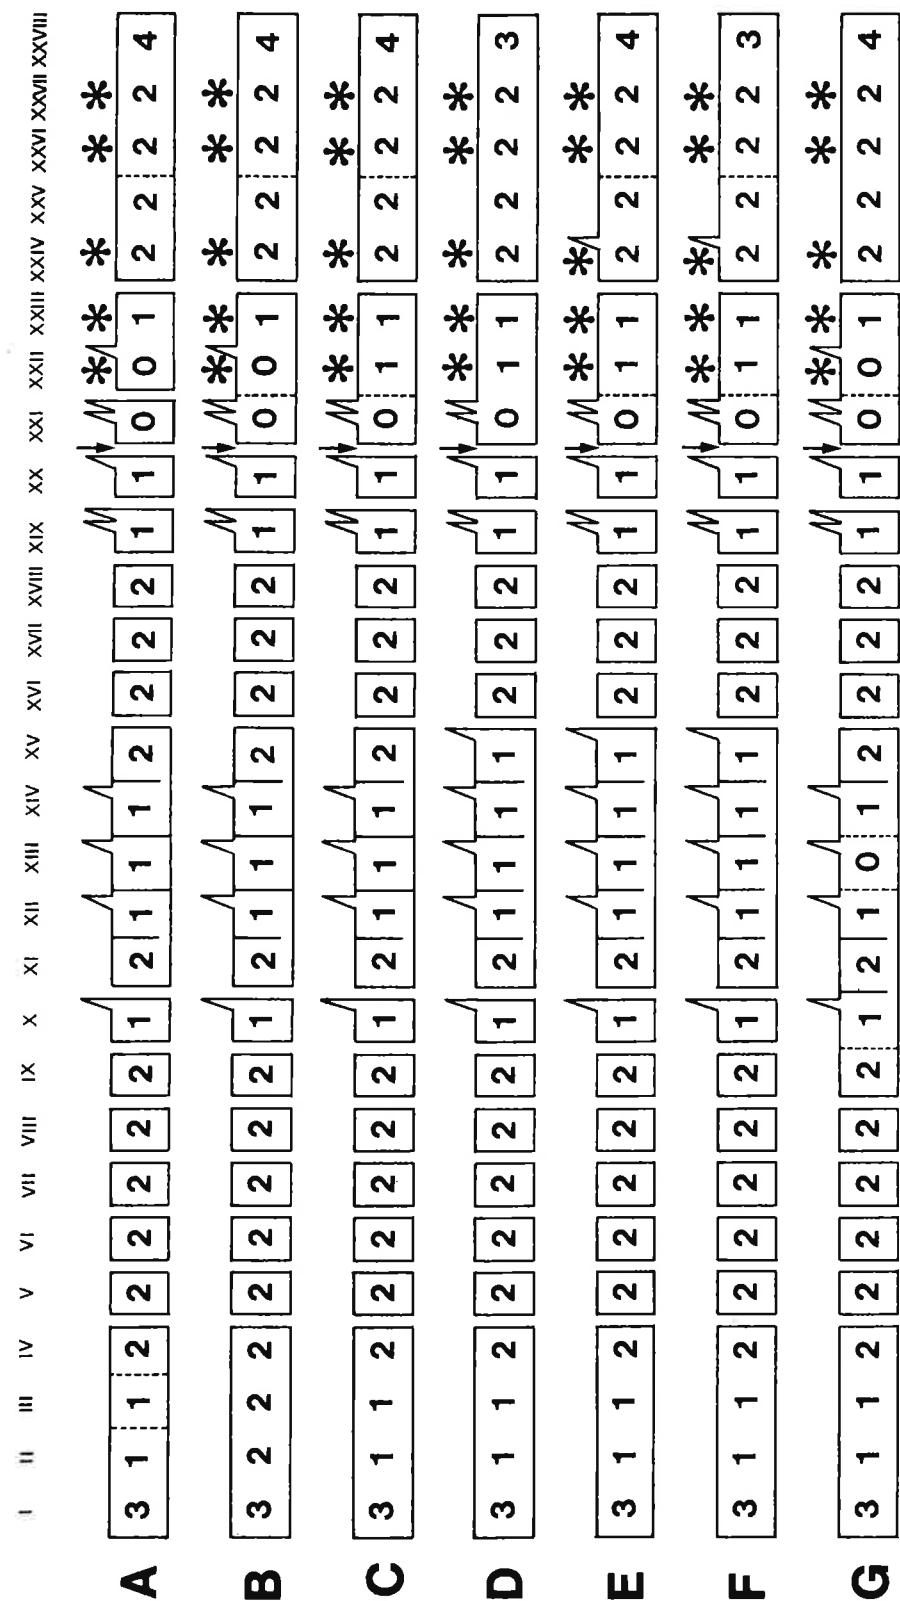 I II III IV V VI VII VIII IX X XI XII XIII XIV XV XVI XVII XVIII XIX XX XXI XXII XXIII XXIV XXV XXVI XXVII XXVIII
* * * * *
A 3 1 1 2 2 2 2 2 2 1 2 1 1 1 2 2 2 2 1 1 0 0 1 2 2 2 2 4
* * * * *
B 3 2 2 2 2 2 2 2 2 1 2 1 1 1 2 2 2 2 1 1 0 0 1 2 2 2 2 4
* * * * *
C 3 1 1 2 2 2 2 2 2 1 2 1 1 1 2 2 2 2 1 1 0 1 1 2 2 2 2 4
* * * * *
D 3 1 1 2 2 2 2 2 2 1 2 1 1 1 1 2 2 2 1 1 0 1 1 2 2 2 2 3
* * * * *
E 3 1 1 2 2 2 2 2 2 1 2 1 1 1 1 2 2 2 1 1 0 1 1 2 2 2 2 4
* * * * *
F 3 1 1 2 2 2 2 2 2 1 2 1 1 1 1 2 2 2 1 1 0 1 1 2 2 2 2 3
* * * * *
G 3 1 1 2 2 2 2 2 2 1 2 1 0 1 2 2 2 2 1 1 0 0 1 2 2 2 2 4